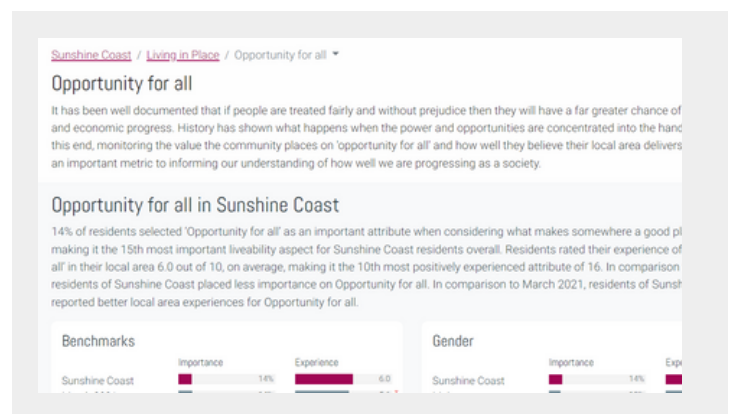 Sunshine Coast / Living in Place / Opportunity for all
Opportunity for all
It has been well documented that if people are treated fairly and without prejudice then they will have a far greater chance of
and economic progress. History has shown what happens when the power and opportunities are concentrated into the hand
this end, monitoring the value the community places on 'opportunity for all' and how well they believe their local area delivers
an important metric to informing our understanding of how well we are progressing as a society.
Opportunity for all in Sunshine Coast
14% of residents selected 'Opportunity for all' as an important attribute when considering what makes somewhere a good pl
making it the 15th most important liveability aspect for Sunshine Coast residents overall. Residents rated their experience of
all' in their local area 6.0 out of 10, on average, making it the 10th most positively experienced attribute of 16. In comparison
residents of Sunshine Coast placed less importance on Opportunity for all. In comparison to March 2021, residents of Sunsh
reported better local area experiences for Opportunity for all.
Benchmarks Gender
Importance Experience Importance Expe
Sunshine Coast 14% 6.0 Sunshine Coast 14%